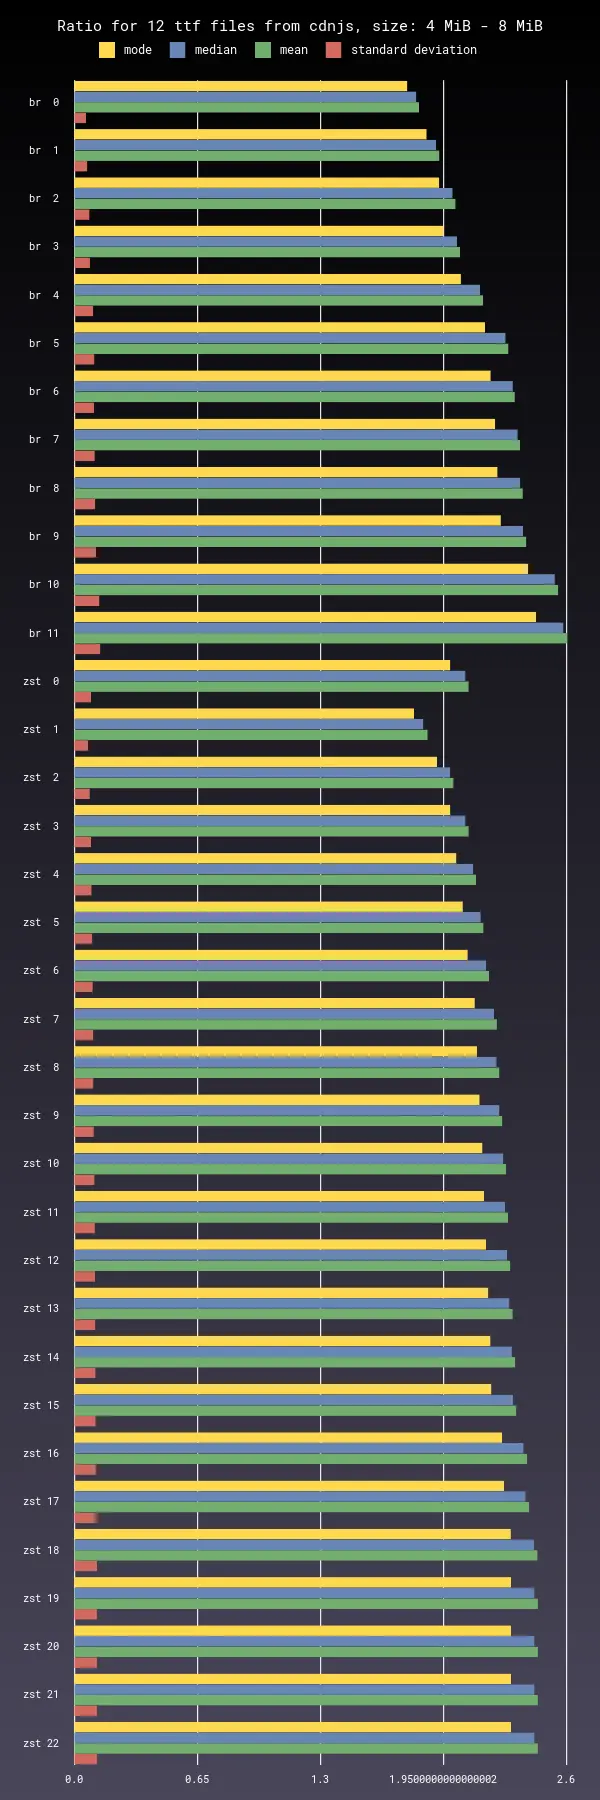 Ratio for 12 ttf files from cdnjs, size: 4 MiB - 8 MiB
mode median mean standard deviation
br 0
br 1
br 2
br 3
br 4
br 5
br 6
br 7
br 8
br 9
br 10
br 11
zst 0
zst 1
zst 2
zst 3
zst 4
zst 5
zst 6
zst 7
zst 8
zst 9
zst 10
zst 11
zst 12
zst 13
zst 14
zst 15
zst 16
zst 17
zst 18
zst 19
zst 20
zst 21
zst 22
0.0 0.65 1.3 1.9500000000000002 2.6